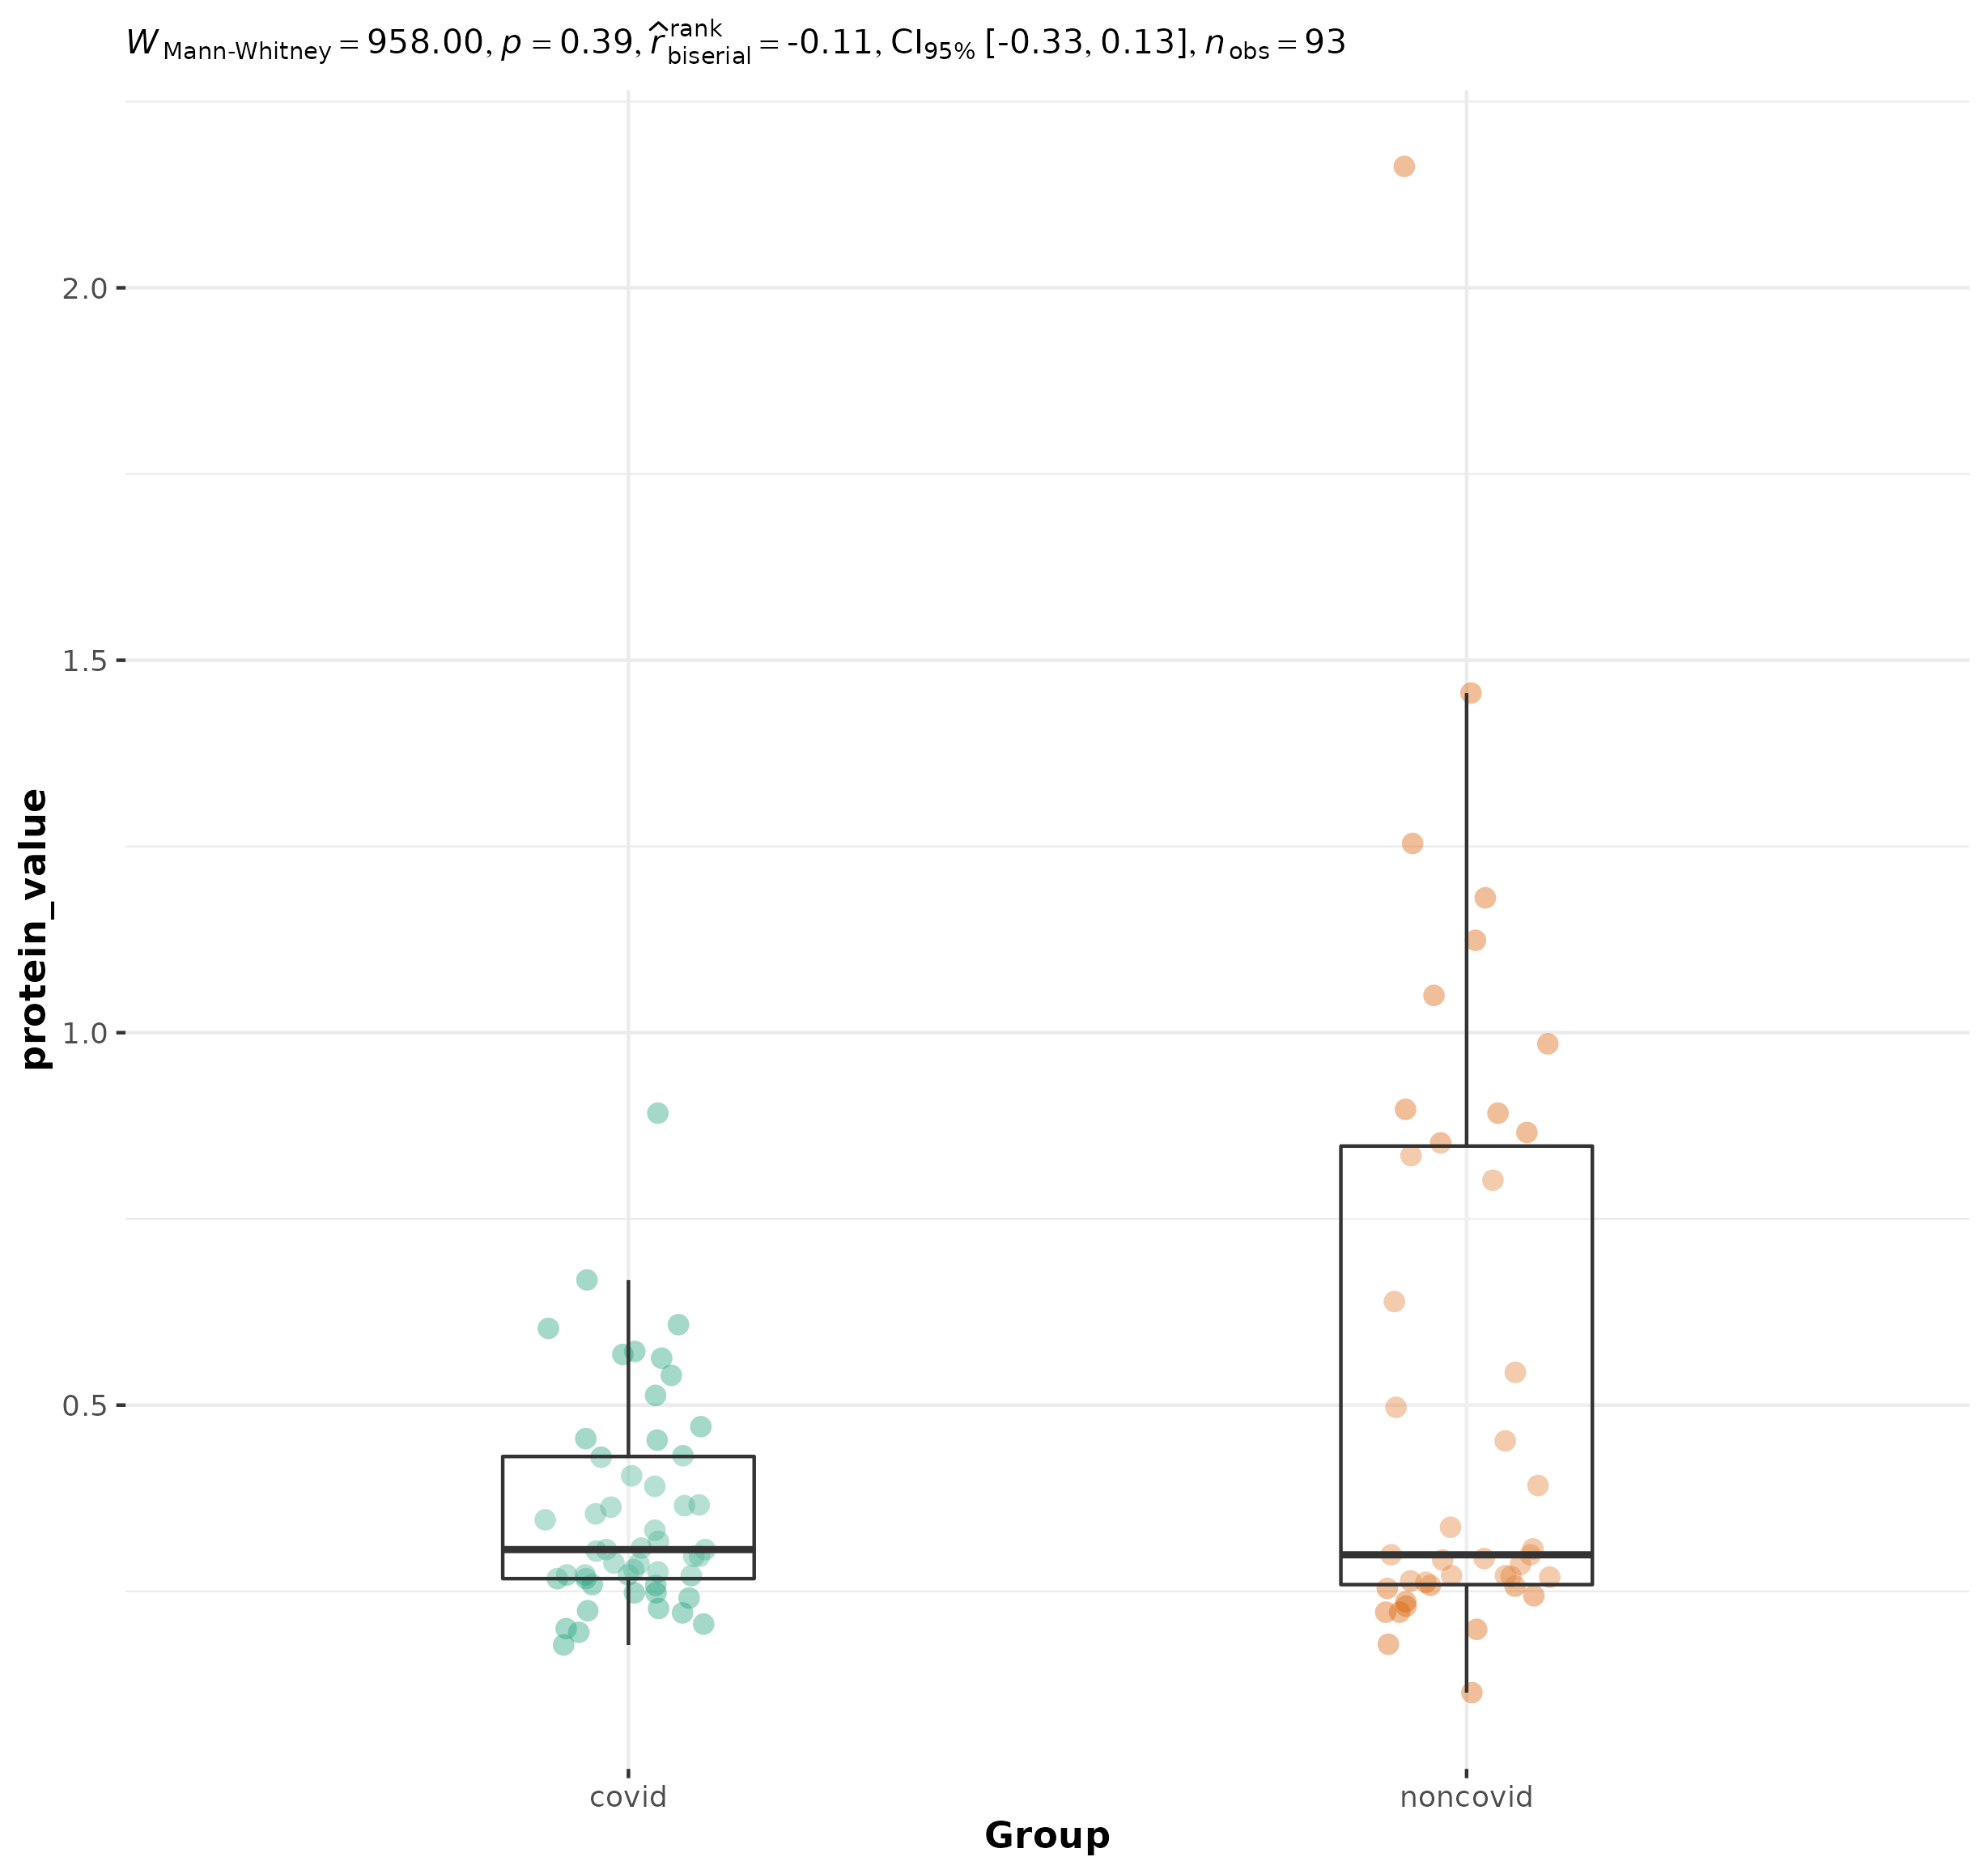 W Mann-Whitney = 958.00, p = 0.39, r̂ rank biserial = -0.11, CI95% [-0.33, 0.13], n obs = 93
2.0
1.5
1.0
0.5
protein_value
covid noncovid
Group